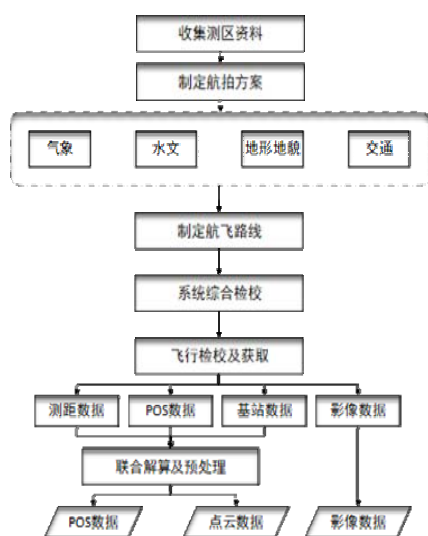 收集测区资料
制定航拍方案
气象 水文 地形地貌 交通
制定航飞路线
系统综合检校
飞行检校及获取
测距数据 POS数据 基站数据 影像数据
联合解算及预处理
POS数据 点云数据 影像数据